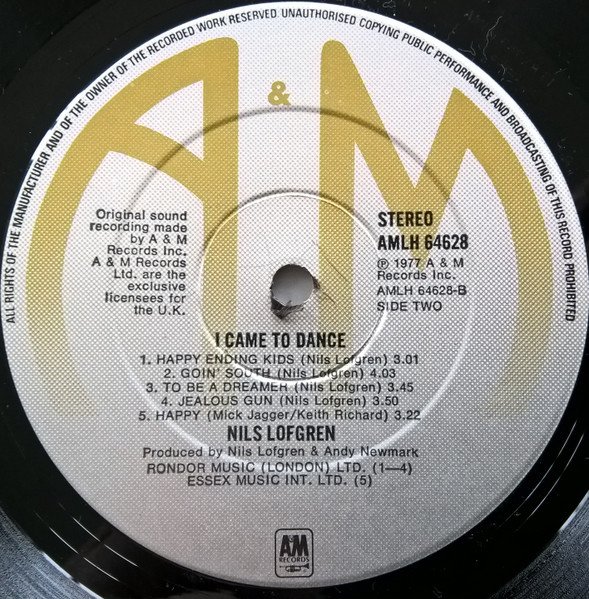 ALL RIGHTS OF THE MANUFACTURER AND OF THE OWNER OF THE RECORDED WORK RESERVED. UNAUTHORISED COPYING PUBLIC PERFORMANCE AND BROADCASTING OF THIS RECORD PROHIBITED
A & M
Original sound
recording made
by A & M
Records Inc.
A & M Records
Ltd. are the
exclusive
licensees for
the U.K.
STEREO
AMLH 64628
℗ 1977 A & M
Records Inc.
AMLH 64628-B
SIDE TWO
I CAME TO DANCE
1. HAPPY ENDING KIDS (Nils Lofgren) 3.01
2. GOIN' SOUTH (Nils Lofgren) 4.03
3. TO BE A DREAMER (Nils Lofgren) 3.45
4. JEALOUS GUN (Nils Lofgren) 3.50
5. HAPPY (Mick Jagger/Keith Richard) 3.22
NILS LOFGREN
Produced by Nils Lofgren & Andy Newmark
RONDOR MUSIC (LONDON) LTD. (1—4)
ESSEX MUSIC INT. LTD. (5)
A&M
RECORDS